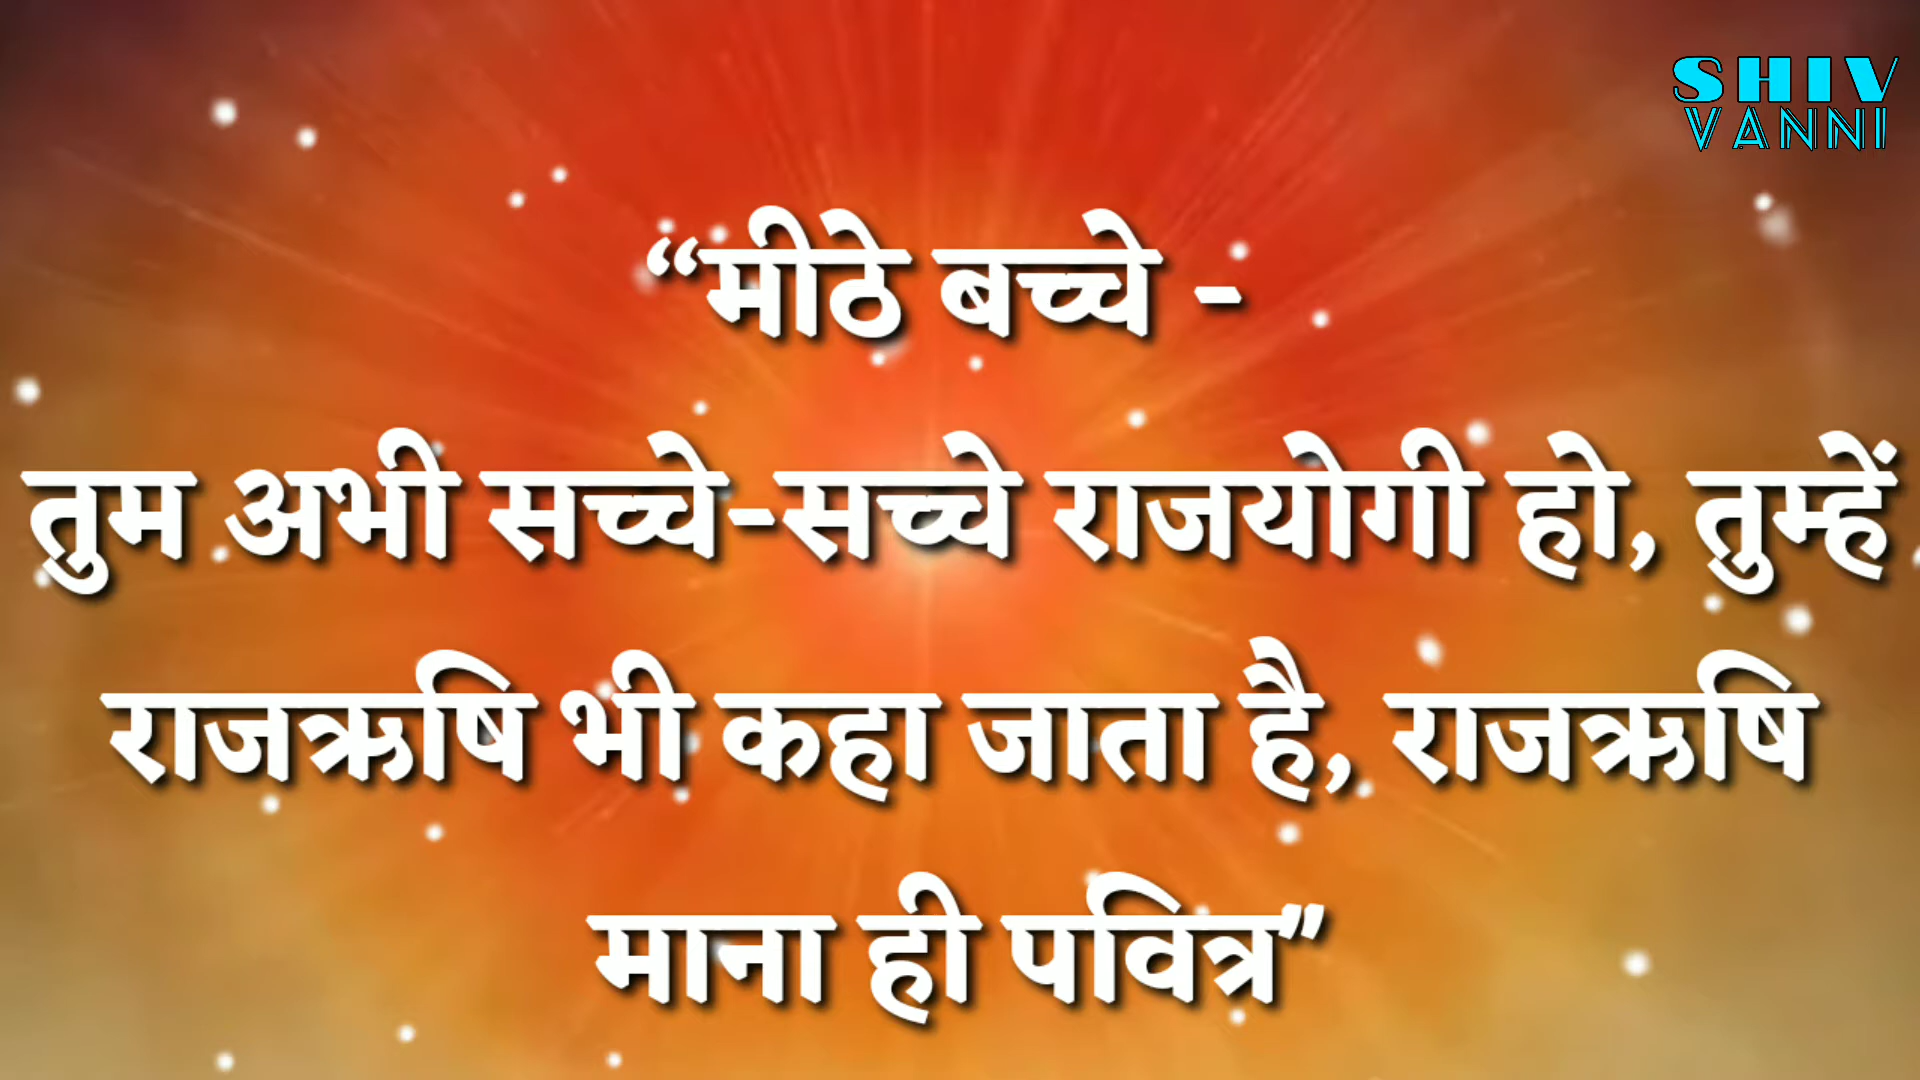 SHIV
VANNI
“मीठे बच्चे -
तुम अभी सच्चे-सच्चे राजयोगी हो, तुम्हें
राजऋषि भी कहा जाता है, राजऋषि
माना ही पवित्र"